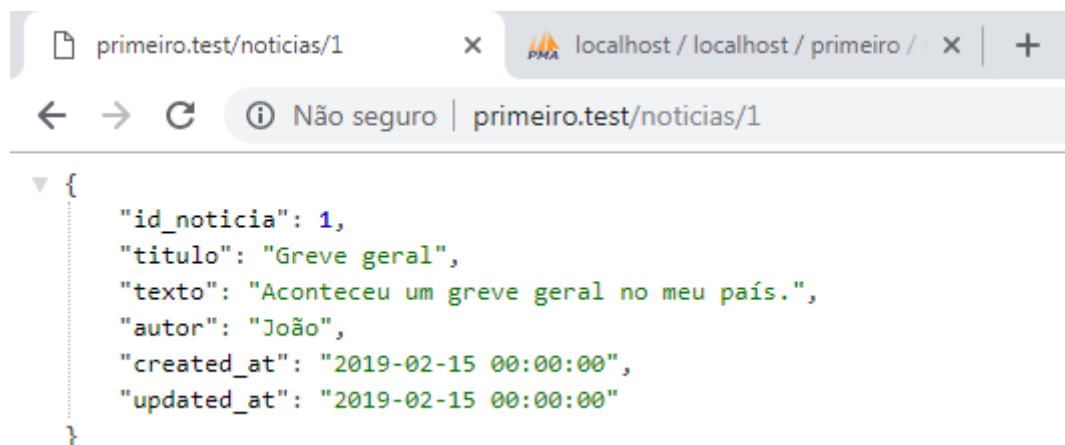 primeiro.test/noticias/1
PMA localhost / localhost / primeiro /
Não seguro | primeiro.test/noticias/1
{
"id_noticia": 1,
"titulo": "Greve geral",
"texto": "Aconteceu um greve geral no meu país.",
"autor": "João",
"created_at": "2019-02-15 00:00:00",
"updated_at": "2019-02-15 00:00:00"
}